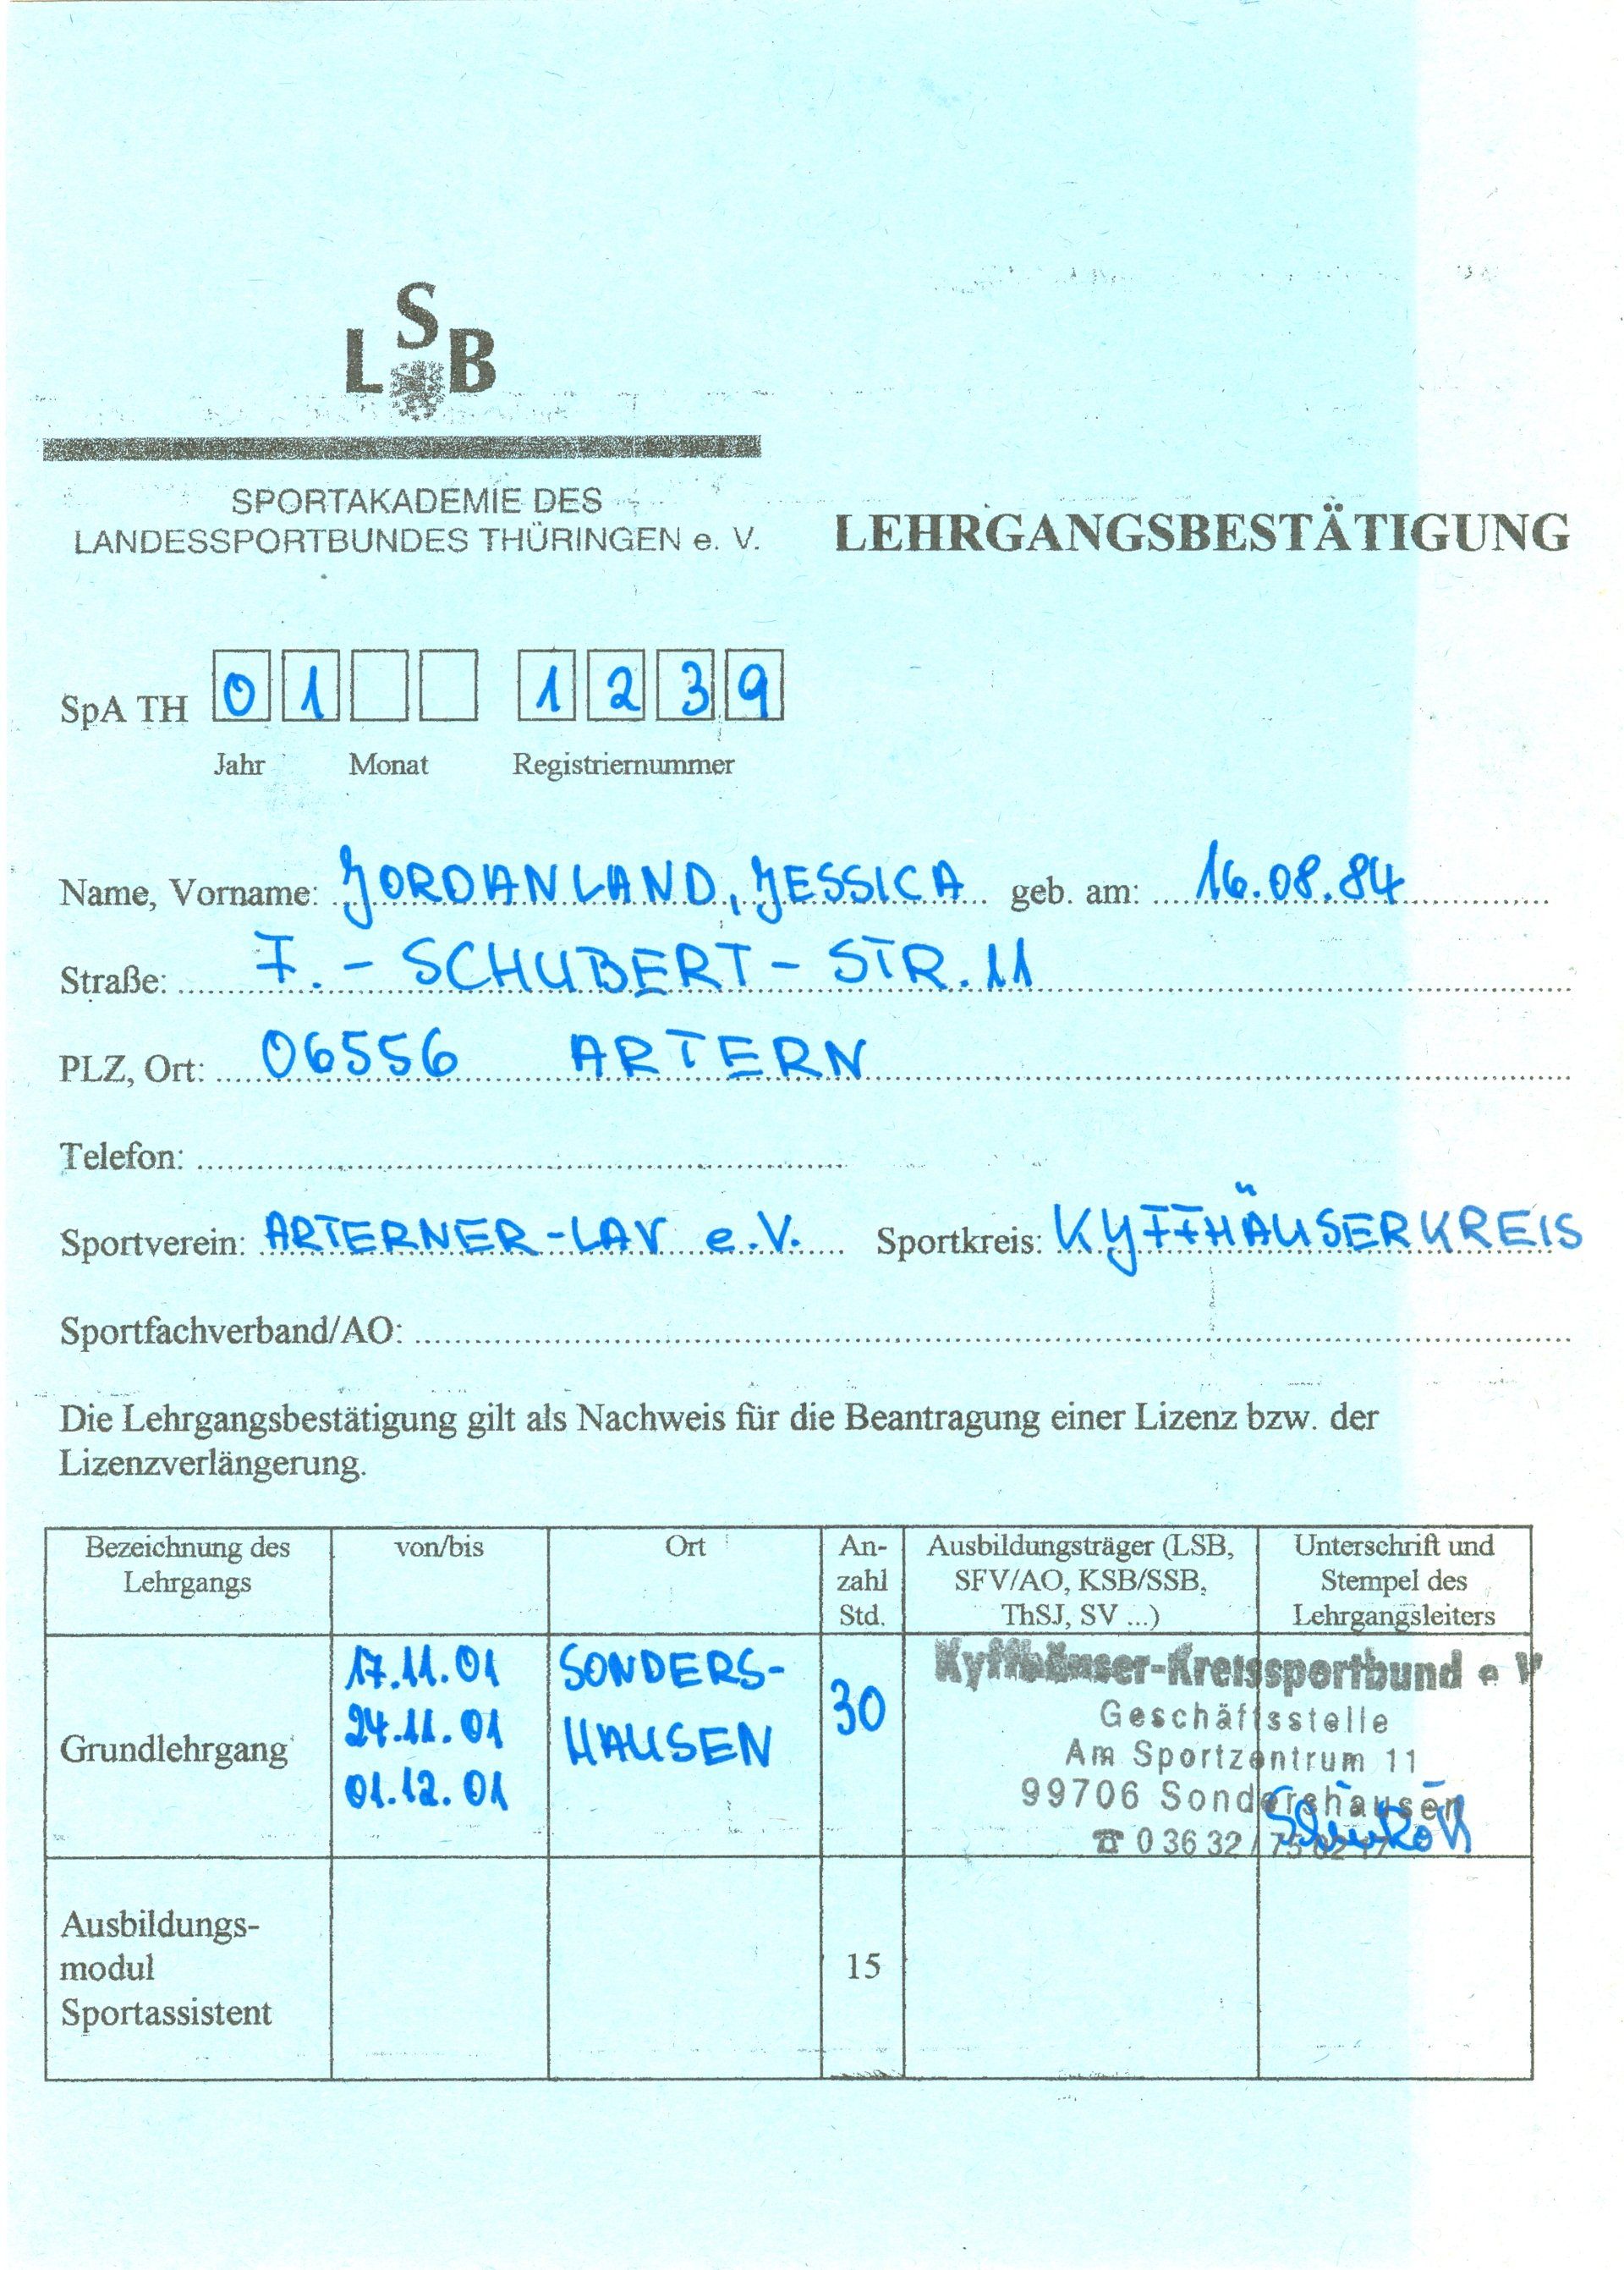 LSB
SPORTAKADEMIE DES
LANDESSPORTBUNDES THÜRINGEN e. V.
LEHRGANGSBESTÄTIGUNG
SpA TH 0 1 1 2 3 9
Jahr Monat Registriernummer
Name, Vorname: JORDANLAND, JESSICA geb. am: 16.08.84
Straße: F.-SCHUBERT-STR. 11
PLZ, Ort: 06556 ARTERN
Telefon:
Sportverein: ARTERNER-LAV e.V. Sportkreis: KYFFHÄUSERKREIS
Sportfachverband/AO:
Die Lehrgangsbestätigung gilt als Nachweis für die Beantragung einer Lizenz bzw. der
Lizenzverlängerung.
Bezeichnung des
Lehrgangs
von/bis
Ort
An-
zahl
Std.
Ausbildungsträger (LSB,
SFV/AO, KSB/SSB,
ThSJ, SV ...)
Unterschrift und
Stempel des
Lehrgangsleiters
Grundlehrgang
17.11.01
24.11.01
01.12.01
SONDERS-
HAUSEN
30
Kyffhäuser-Kreissportbund e V
Geschäftsstelle
Am Sportzentrum 11
99706 Sondershausen
☎ 03632/
Ausbildungs-
modul
Sportassistent
15